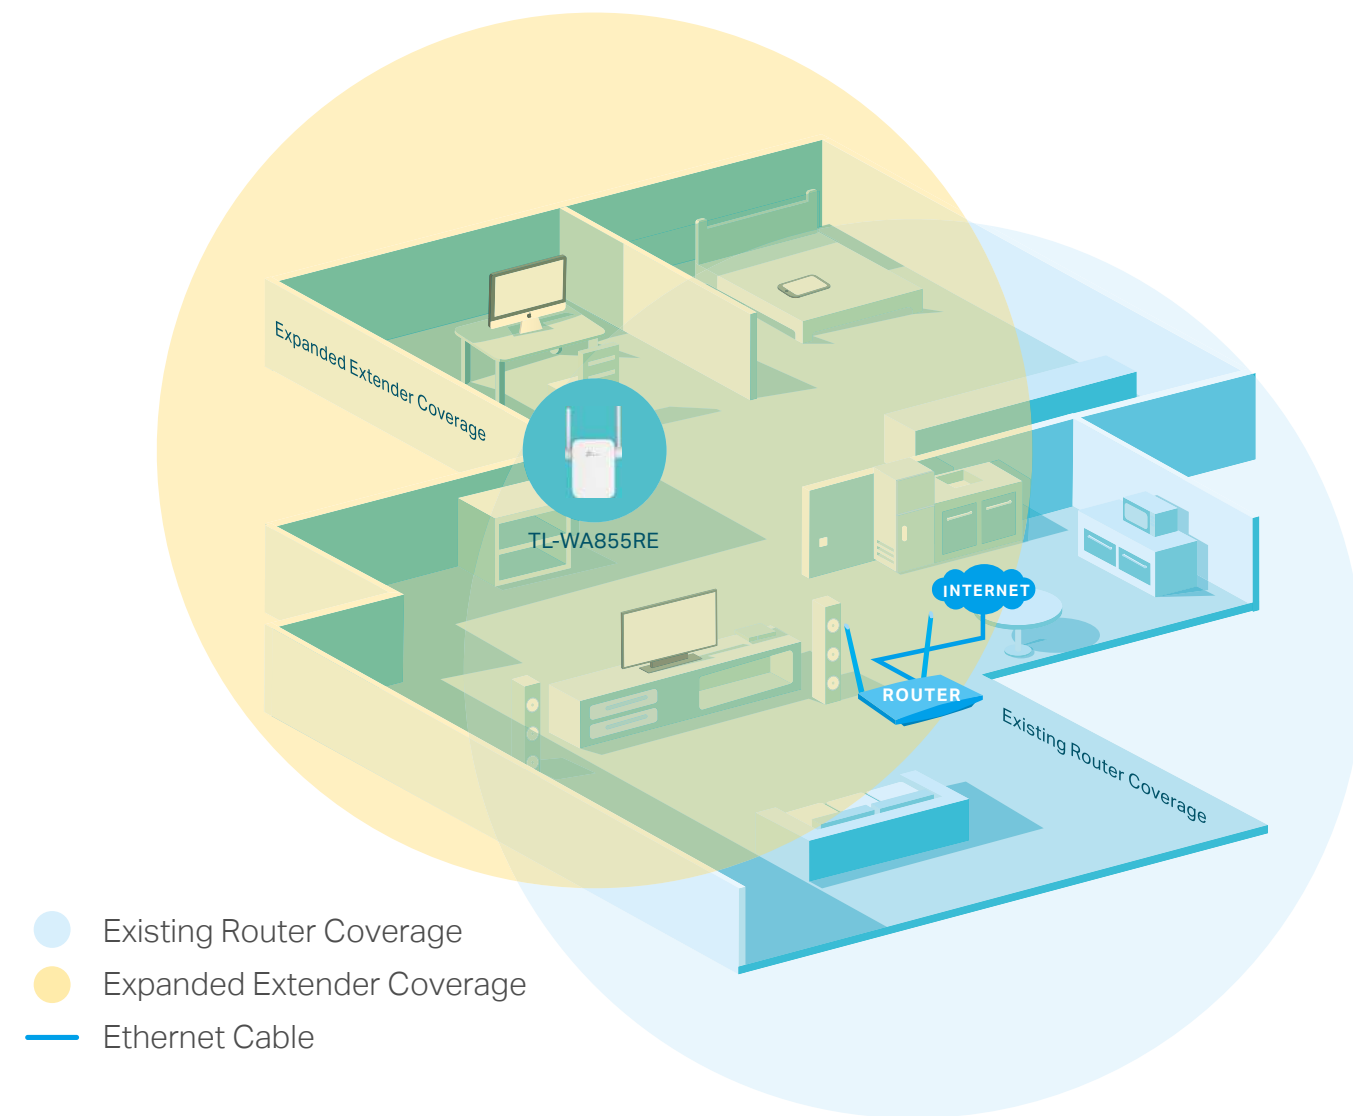 Expanded Extender Coverage
TL-WA855RE
INTERNET
ROUTER
Existing Router Coverage
Existing Router Coverage
Expanded Extender Coverage
Ethernet Cable